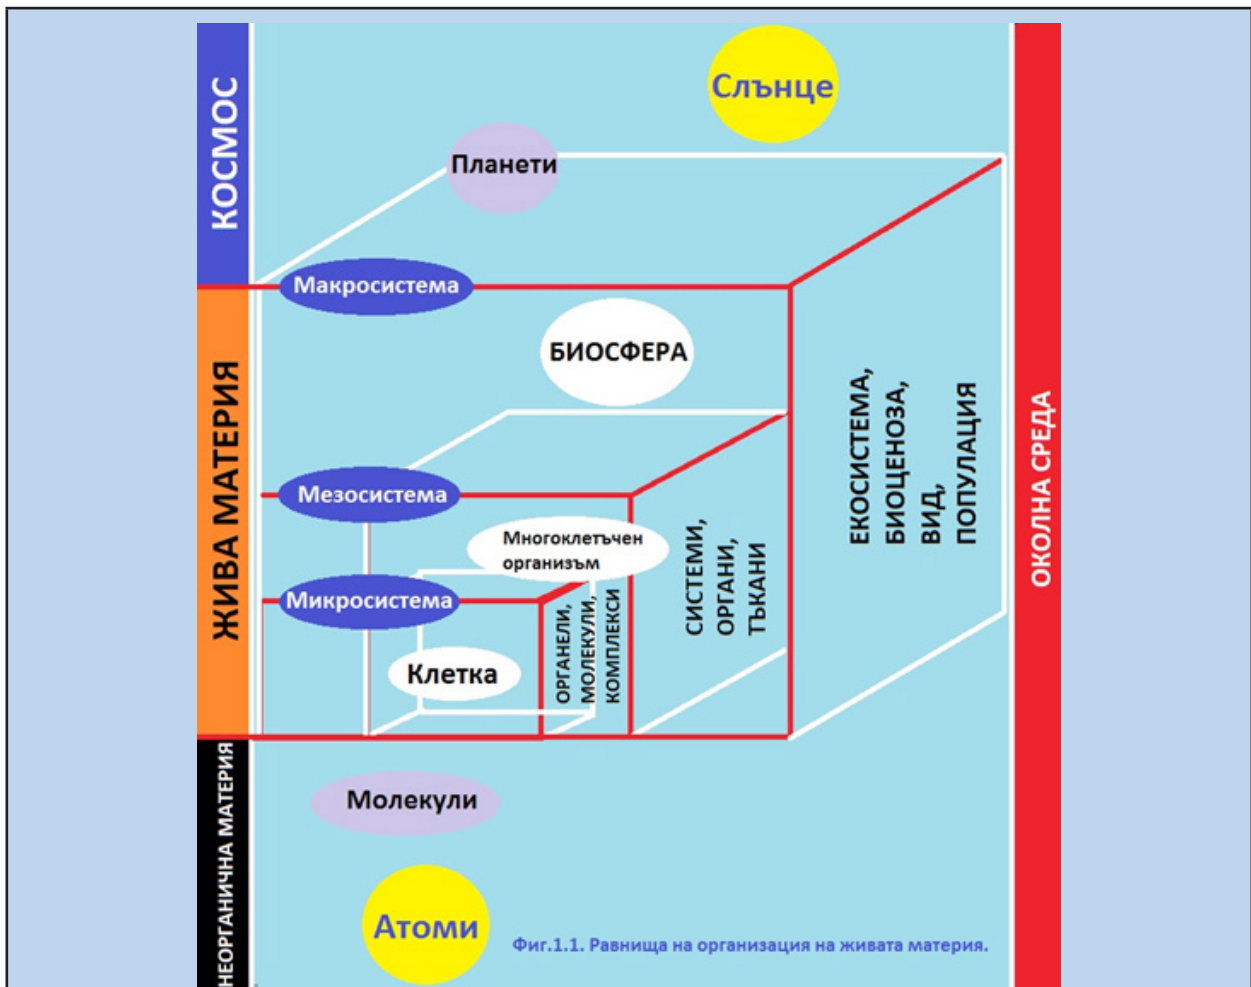 КОСМОС
Слънце
Планети
Макросистема
БИОСФЕРА
ЖИВА МАТЕРИЯ
ЕКОСИСТЕМА,
БИОЦЕНОЗА,
ВИД,
ПОПУЛАЦИЯ
ОКОЛНА СРЕДА
Мезосистема
Многоклетъчен
организъм
СИСТЕМИ,
ОРГАНИ,
ТЪКАНИ
Микросистема
ОРГАНЕЛИ,
МОЛЕКУЛИ,
КОМПЛЕКСИ
Клетка
НЕОРГАНИЧНА МАТЕРИЯ
Молекули
Атоми
Фиг.1.1. Равнища на организация на живата материя.